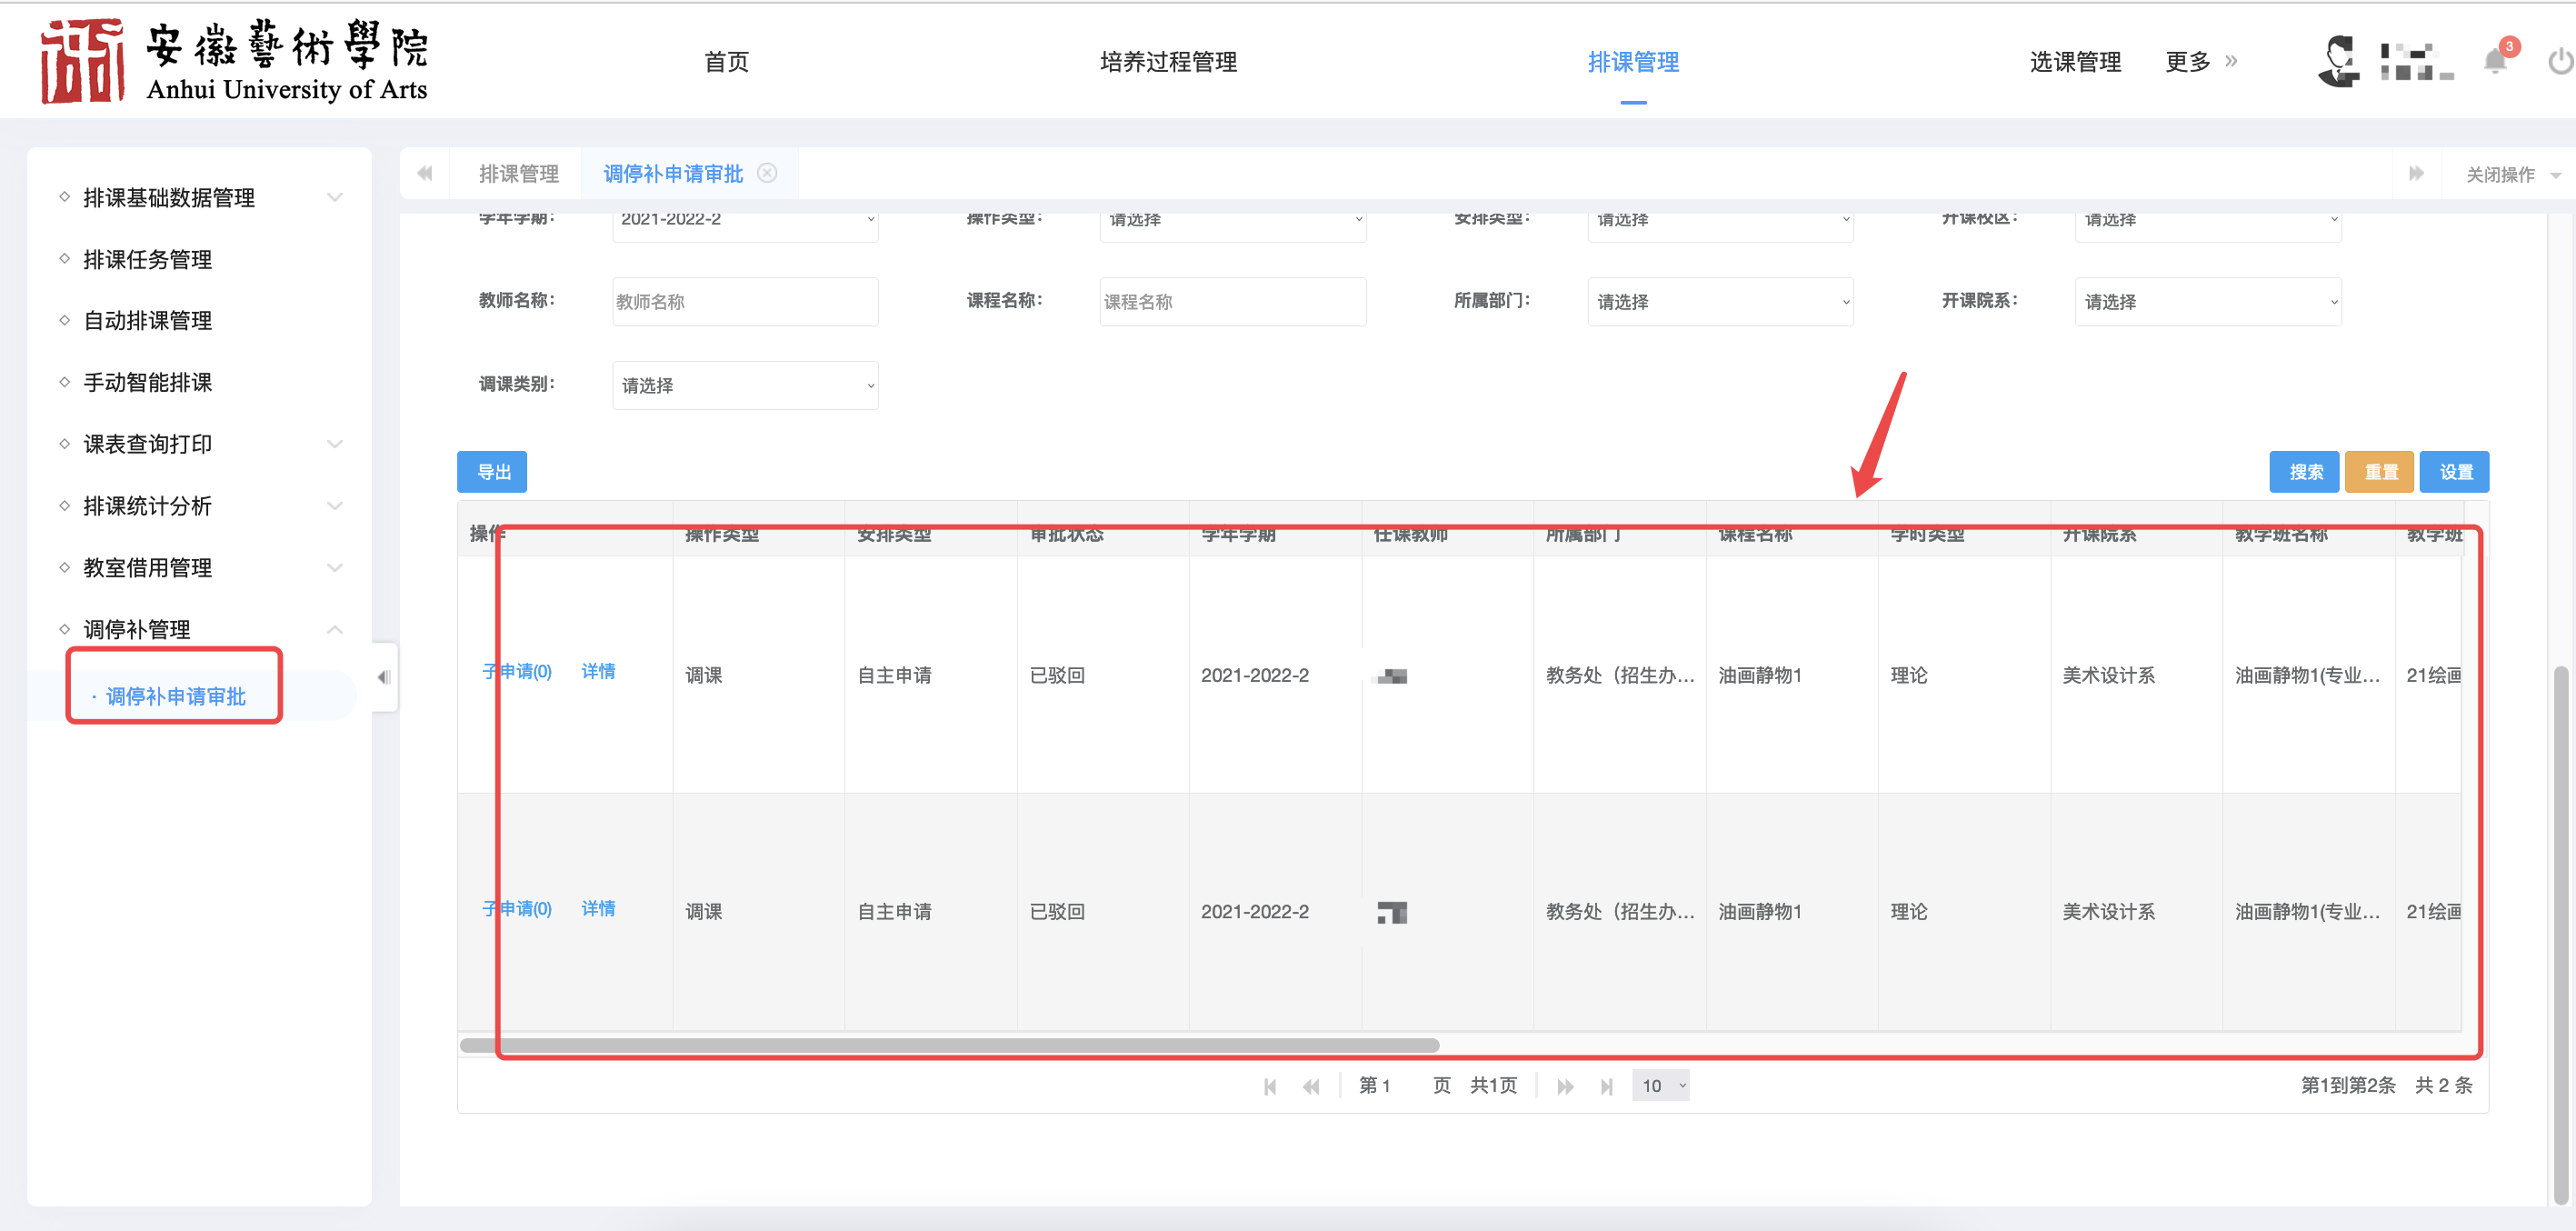 安徽藝術學院
Anhui University of Arts
首页
培养过程管理
排课管理
选课管理
更多 »
3
排课基础数据管理
排课任务管理
自动排课管理
手动智能排课
课表查询打印
排课统计分析
教室借用管理
调停补管理
· 调停补申请审批
排课管理
调停补申请审批
关闭操作
学年学期: 2021-2022-2 操作类型: 请选择 安排类型: 请选择 开课校区: 请选择
教师名称: 教师名称 课程名称: 课程名称 所属部门: 请选择 开课院系: 请选择
调课类别: 请选择
导出 搜索 重置 设置
操作 操作类型 安排类型 审批状态 学年学期 任课教师 所属部门 课程名称 学时类型 开课院系 教学班名称 教学班
子申请(0) 详情 调课 自主申请 已驳回 2021-2022-2 教务处（招生办... 油画静物1 理论 美术设计系 油画静物1(专业... 21绘画
子申请(0) 详情 调课 自主申请 已驳回 2021-2022-2 教务处（招生办... 油画静物1 理论 美术设计系 油画静物1(专业... 21绘画
第 1 页 共1页 10 第1到第2条 共 2 条